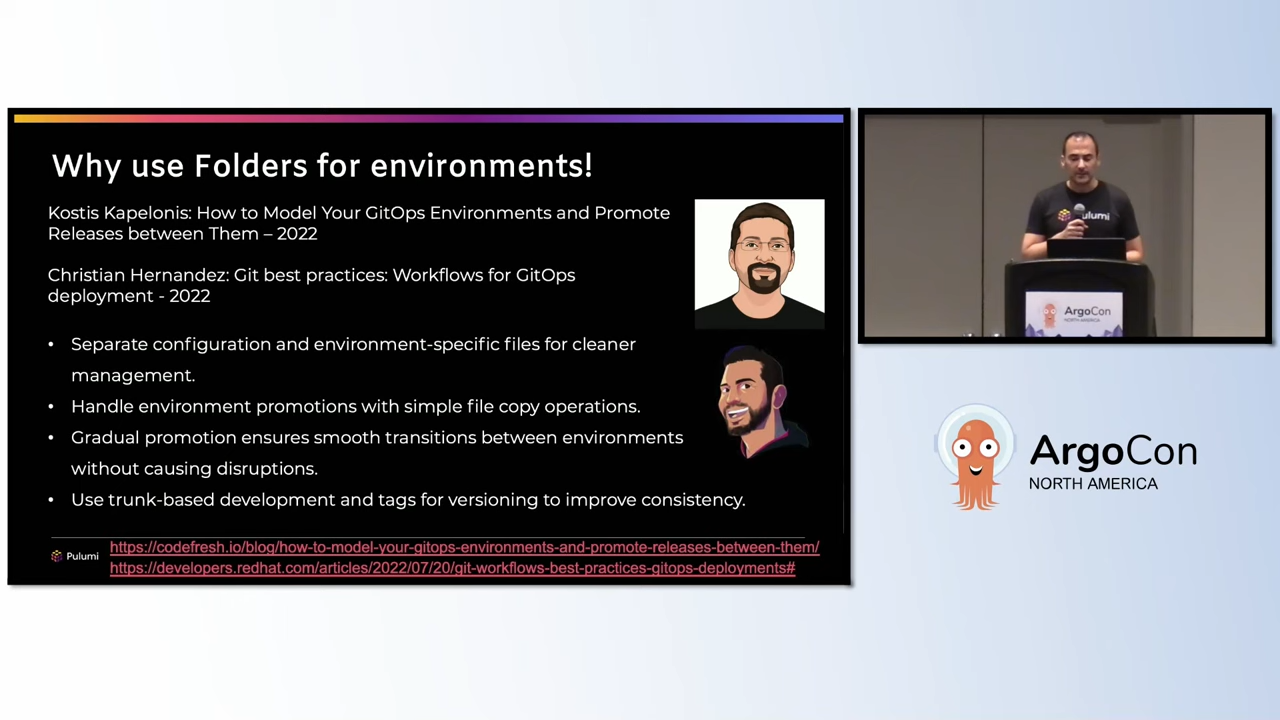 Why use Folders for environments!
Kostis Kapelonis: How to Model Your GitOps Environments and Promote
Releases between Them – 2022
Christian Hernandez: Git best practices: Workflows for GitOps
deployment - 2022
• Separate configuration and environment-specific files for cleaner
management.
• Handle environment promotions with simple file copy operations.
• Gradual promotion ensures smooth transitions between environments
without causing disruptions.
• Use trunk-based development and tags for versioning to improve consistency.
Pulumi
https://codefresh.io/blog/how-to-model-your-gitops-environments-and-promote-releases-between-them/
https://developers.redhat.com/articles/2022/07/20/git-workflows-best-practices-gitops-deployments#
Pulumi
ArgoCon
NORTH AMERICA
ArgoCon
NORTH AMERICA